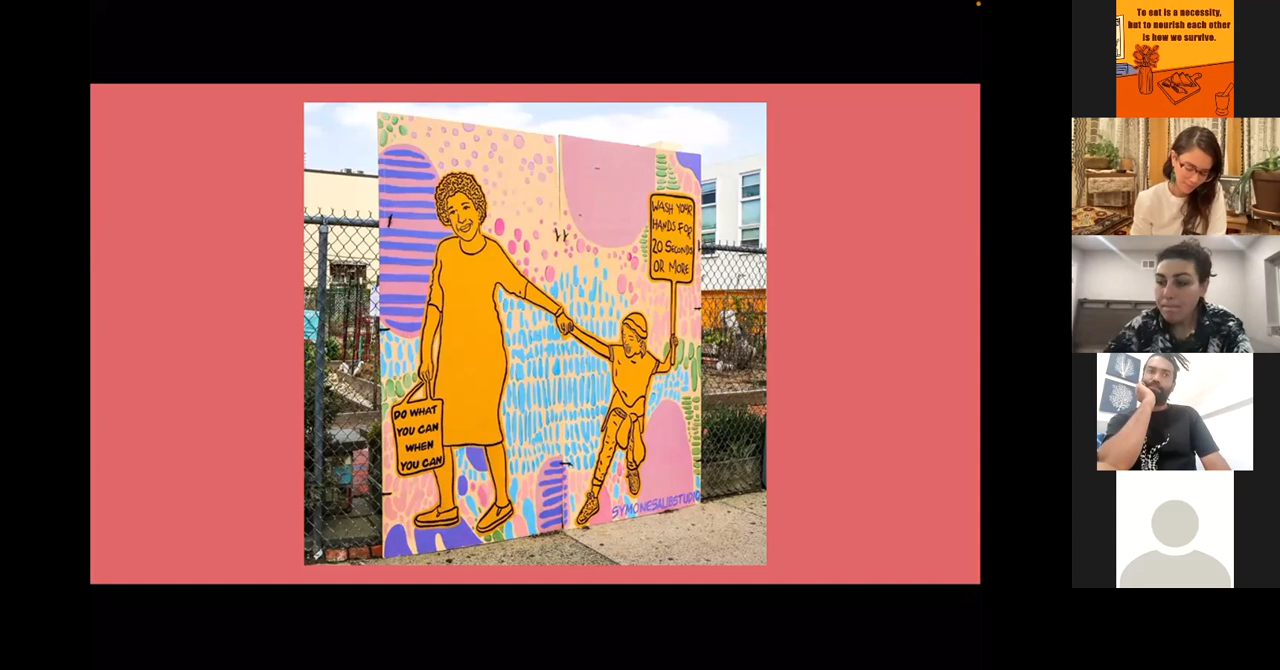 To eat is a necessity,
but to nourish each other
is how we survive.
WASH YOUR
HANDS FOR
20 SECONDS
OR MORE
DO WHAT
YOU CAN
WHEN
YOU CAN
SYMONESALIBSTUDIO